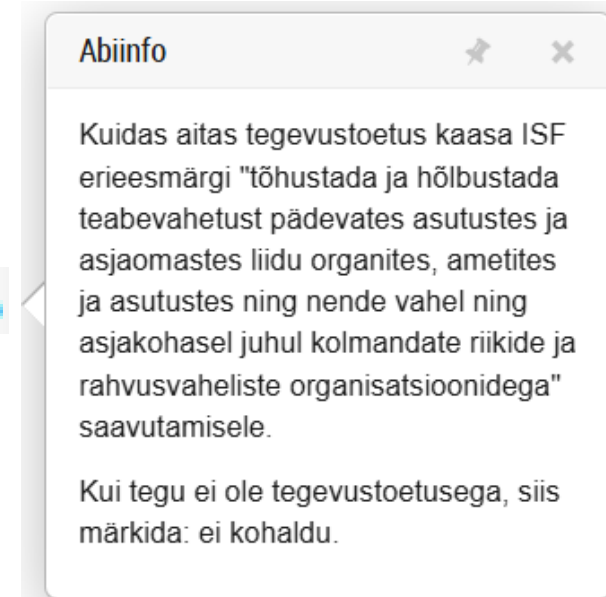 Abiinfo
Kuidas aitas tegevustoetus kaasa ISF
erieesmärgi "tõhustada ja hõlbustada
teabevahetust pädevates asutustes ja
asjaomastes liidu organites, ametites
ja asutustes ning nende vahel ning
asjakohasel juhul kolmandate riikide ja
rahvusvaheliste organisatsioonidega"
saavutamisele.
Kui tegu ei ole tegevustoetusega, siis
märkida: ei kohaldu.